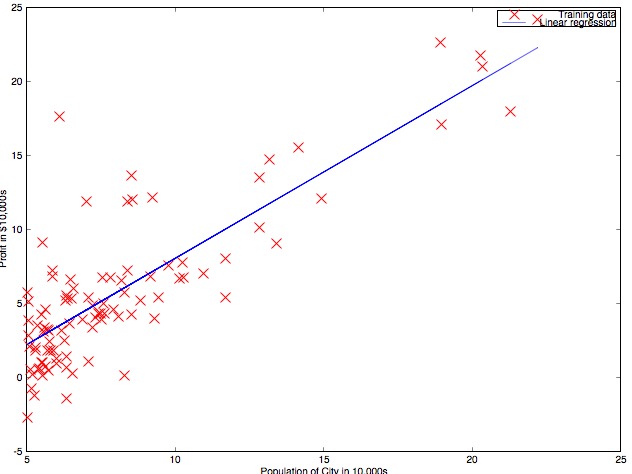 25
Training data
Linear regression
20
15
10
5
0
-5
Profit in $10,000s
5 10 15 20 25
Population of City in 10,000s